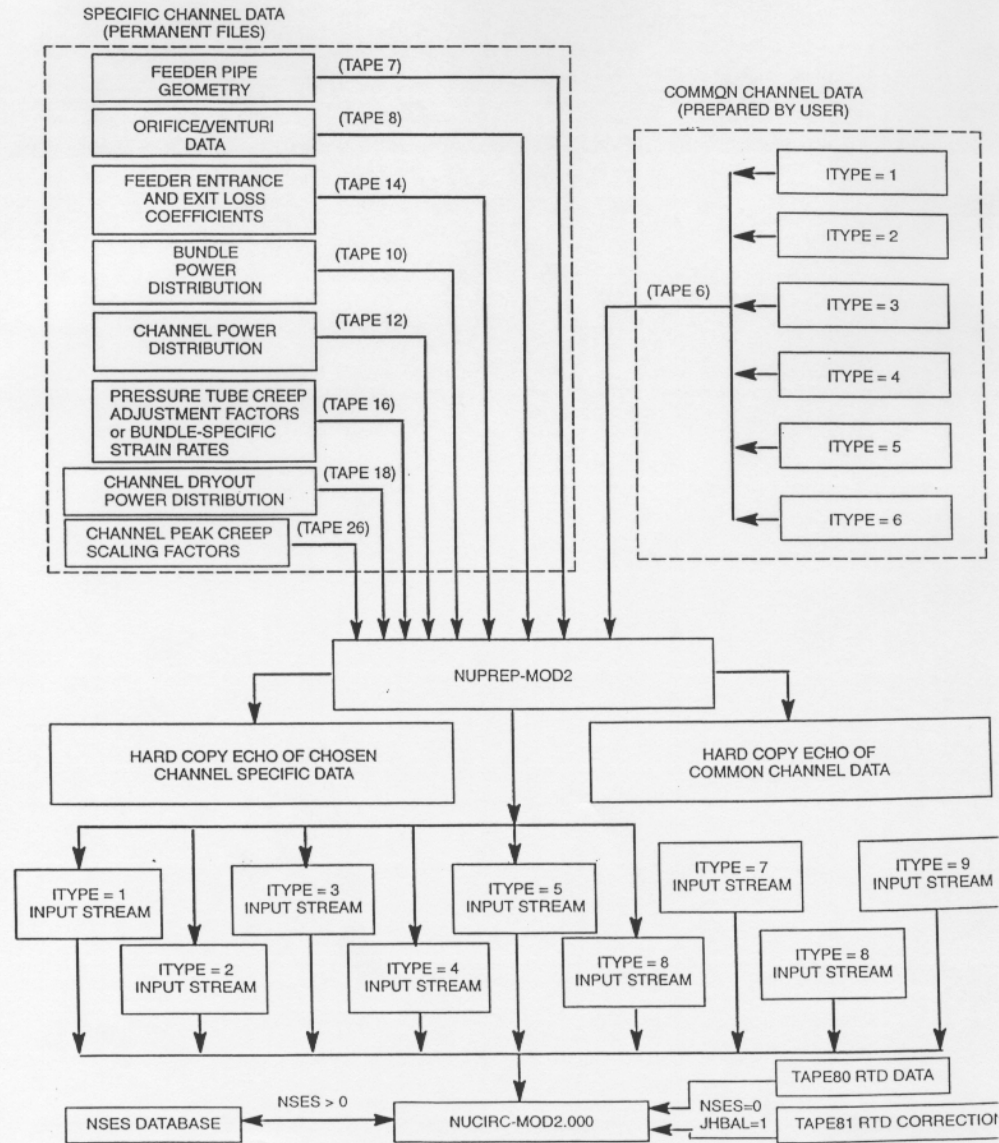 SPECIFIC CHANNEL DATA
(PERMANENT FILES)
FEEDER PIPE
GEOMETRY
(TAPE 7)
ORIFICE/VENTURI
DATA
(TAPE 8)
FEEDER ENTRANCE
AND EXIT LOSS
COEFFICIENTS
(TAPE 14)
BUNDLE
POWER
DISTRIBUTION
(TAPE 10)
CHANNEL POWER
DISTRIBUTION
(TAPE 12)
PRESSURE TUBE CREEP
ADJUSTMENT FACTORS
or BUNDLE-SPECIFIC
STRAIN RATES
(TAPE 16)
CHANNEL DRYOUT
POWER DISTRIBUTION
(TAPE 18)
CHANNEL PEAK CREEP
SCALING FACTORS
(TAPE 26)
COMMON CHANNEL DATA
(PREPARED BY USER)
ITYPE = 1
ITYPE = 2
ITYPE = 3
ITYPE = 4
ITYPE = 5
ITYPE = 6
(TAPE 6)
NUPREP-MOD2
HARD COPY ECHO OF CHOSEN
CHANNEL SPECIFIC DATA
HARD COPY ECHO OF
COMMON CHANNEL DATA
ITYPE = 1
INPUT STREAM
ITYPE = 2
INPUT STREAM
ITYPE = 3
INPUT STREAM
ITYPE = 4
INPUT STREAM
ITYPE = 5
INPUT STREAM
ITYPE = 8
INPUT STREAM
ITYPE = 7
INPUT STREAM
ITYPE = 8
INPUT STREAM
ITYPE = 9
INPUT STREAM
NSES DATABASE
NSES > 0
NUCIRC-MOD2.000
NSES=0
JHBAL=1
TAPE80 RTD DATA
TAPE81 RTD CORRECTION